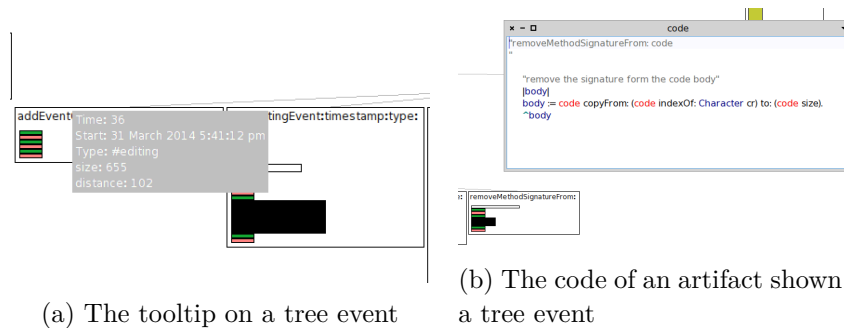 addEvent
tingEvent:timestamp:type:
Time: 36
Start: 31 March 2014 5:41:12 pm
Type: #editing
size: 655
distance: 102
(a) The tooltip on a tree event
code
"removeMethodSignatureFrom: code
"
"remove the signature form the code body"
|body|
body := code copyFrom: (code indexOf: Character cr) to: (code size).
^body
removeMethodSignatureFrom:
(b) The code of an artifact shown
a tree event